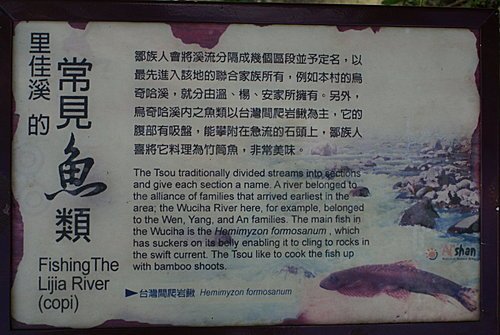 里佳溪的
常見魚類
FishingThe
Lijia River
(copi)
鄒族人會將溪流分隔成幾個區段並予定名，以
最先進入該地的聯合家族所有，例如本村的烏
奇哈溪，就分由溫、楊、安家所擁有。另外，
烏奇哈溪內之魚類以台灣間爬岩鰍為主，它的
腹部有吸盤，能攀附在急流的石頭上，鄒族人
喜將它料理為竹筒魚，非常美味。
The Tsou traditionally divided streams into sections
and give each section a name. A river belonged to
the alliance of families that arrived earliest in the
area; the Wuciha River here, for example, belonged
to the Wen, Yang, and An families. The main fish in
the Wuciha is the Hemimyzon formosanum , which
has suckers on its belly enabling it to cling to rocks in
the swift current. The Tsou like to cook the fish up
with bamboo shoots.
台灣間爬岩鰍 Hemimyzon formosanum